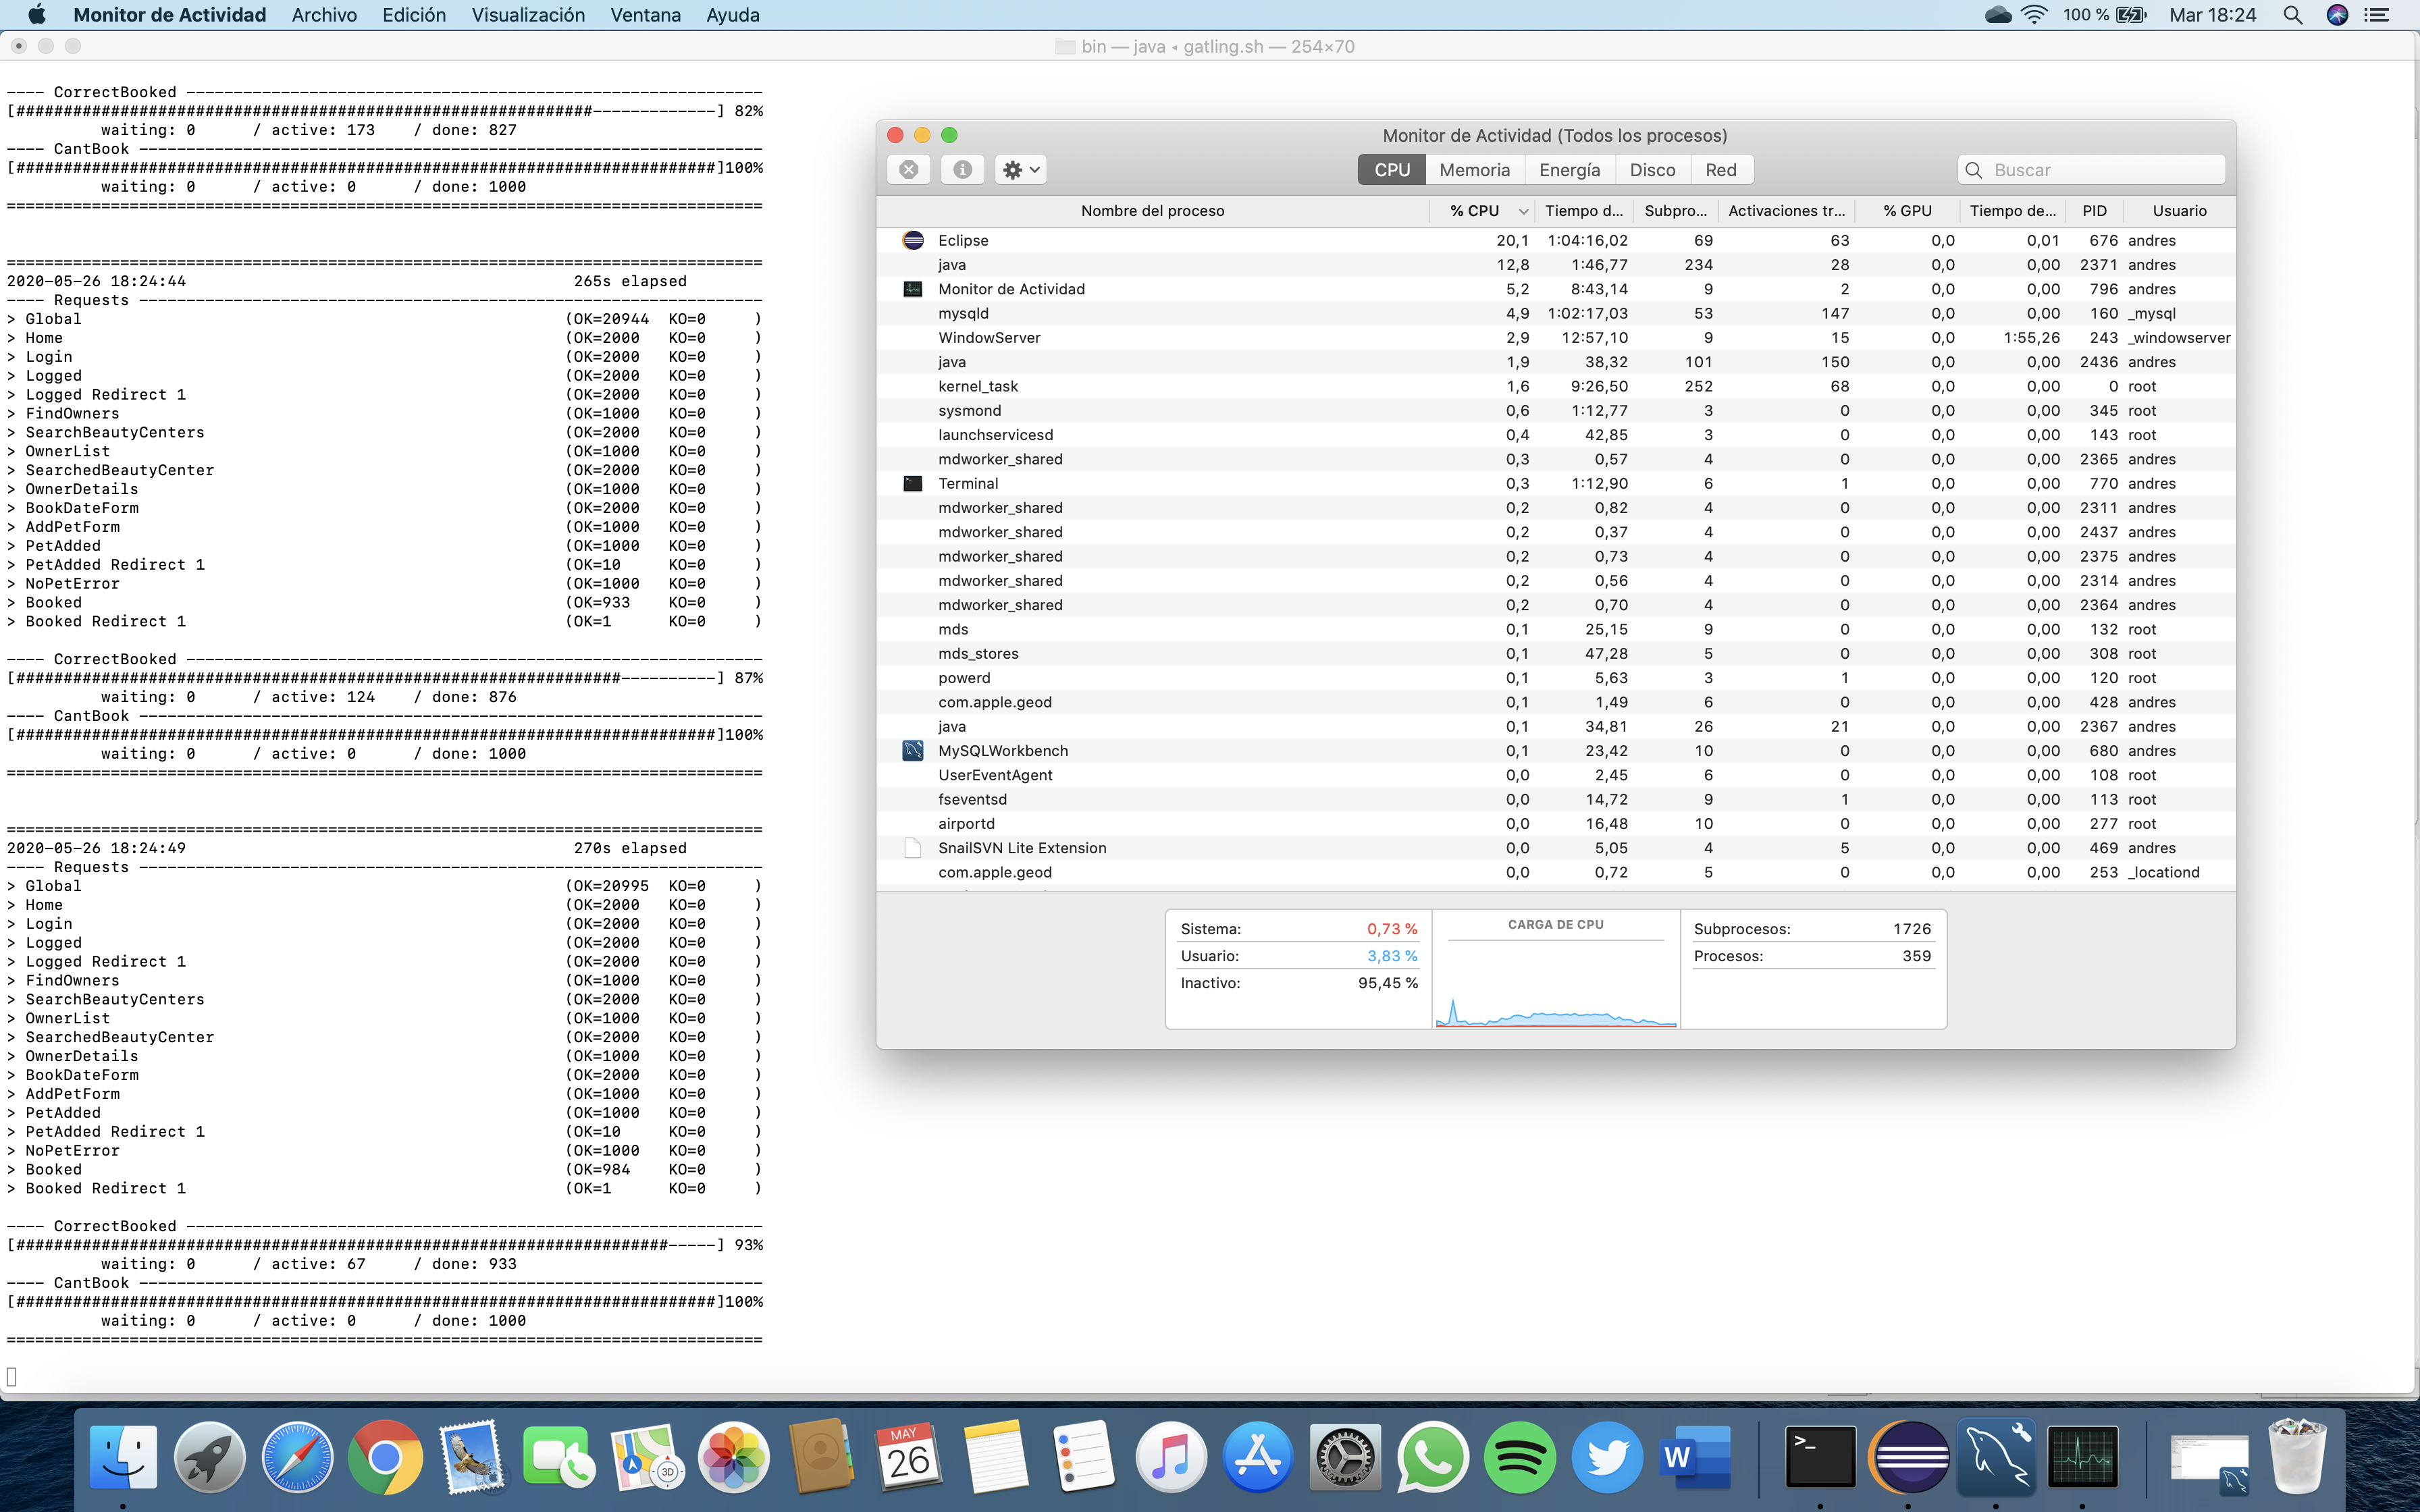 Monitor de Actividad Archivo Edición Visualización Ventana Ayuda 100 % Mar 18:24
bin — java ◂ gatling.sh — 254×70
---- CorrectBooked -------------------------------------------------------------
[#############################################################-------------] 82%
waiting: 0 / active: 173 / done: 827
---- CantBook ------------------------------------------------------------------
[##########################################################################]100%
waiting: 0 / active: 0 / done: 1000
================================================================================
================================================================================
2020-05-26 18:24:44 265s elapsed
---- Requests ------------------------------------------------------------------
> Global (OK=20944 KO=0 )
> Home (OK=2000 KO=0 )
> Login (OK=2000 KO=0 )
> Logged (OK=2000 KO=0 )
> Logged Redirect 1 (OK=2000 KO=0 )
> FindOwners (OK=1000 KO=0 )
> SearchBeautyCenters (OK=2000 KO=0 )
> OwnerList (OK=1000 KO=0 )
> SearchedBeautyCenter (OK=2000 KO=0 )
> OwnerDetails (OK=1000 KO=0 )
> BookDateForm (OK=2000 KO=0 )
> AddPetForm (OK=1000 KO=0 )
> PetAdded (OK=1000 KO=0 )
> PetAdded Redirect 1 (OK=10 KO=0 )
> NoPetError (OK=1000 KO=0 )
> Booked (OK=933 KO=0 )
> Booked Redirect 1 (OK=1 KO=0 )
---- CorrectBooked -------------------------------------------------------------
[################################################################----------] 87%
waiting: 0 / active: 124 / done: 876
---- CantBook ------------------------------------------------------------------
[##########################################################################]100%
waiting: 0 / active: 0 / done: 1000
================================================================================
================================================================================
2020-05-26 18:24:49 270s elapsed
---- Requests ------------------------------------------------------------------
> Global (OK=20995 KO=0 )
> Home (OK=2000 KO=0 )
> Login (OK=2000 KO=0 )
> Logged (OK=2000 KO=0 )
> Logged Redirect 1 (OK=2000 KO=0 )
> FindOwners (OK=1000 KO=0 )
> SearchBeautyCenters (OK=2000 KO=0 )
> OwnerList (OK=1000 KO=0 )
> SearchedBeautyCenter (OK=2000 KO=0 )
> OwnerDetails (OK=1000 KO=0 )
> BookDateForm (OK=2000 KO=0 )
> AddPetForm (OK=1000 KO=0 )
> PetAdded (OK=1000 KO=0 )
> PetAdded Redirect 1 (OK=10 KO=0 )
> NoPetError (OK=1000 KO=0 )
> Booked (OK=984 KO=0 )
> Booked Redirect 1 (OK=1 KO=0 )
---- CorrectBooked -------------------------------------------------------------
[#####################################################################-----] 93%
waiting: 0 / active: 67 / done: 933
---- CantBook ------------------------------------------------------------------
[##########################################################################]100%
waiting: 0 / active: 0 / done: 1000
================================================================================
Monitor de Actividad (Todos los procesos)
CPU Memoria Energía Disco Red Buscar
Nombre del proceso % CPU Tiempo d... Subpro... Activaciones tr... % GPU Tiempo de... PID Usuario
Eclipse 20,1 1:04:16,02 69 63 0,0 0,01 676 andres
java 12,8 1:46,77 234 28 0,0 0,00 2371 andres
Monitor de Actividad 5,2 8:43,14 9 2 0,0 0,00 796 andres
mysqld 4,9 1:02:17,03 53 147 0,0 0,00 160 _mysql
WindowServer 2,9 12:57,10 9 15 0,0 1:55,26 243 _windowserver
java 1,9 38,32 101 150 0,0 0,00 2436 andres
kernel_task 1,6 9:26,50 252 68 0,0 0,00 0 root
sysmond 0,6 1:12,77 3 0 0,0 0,00 345 root
launchservicesd 0,4 42,85 3 0 0,0 0,00 143 root
mdworker_shared 0,3 0,57 4 0 0,0 0,00 2365 andres
Terminal 0,3 1:12,90 6 1 0,0 0,00 770 andres
mdworker_shared 0,2 0,82 4 0 0,0 0,00 2311 andres
mdworker_shared 0,2 0,37 4 0 0,0 0,00 2437 andres
mdworker_shared 0,2 0,73 4 0 0,0 0,00 2375 andres
mdworker_shared 0,2 0,56 4 0 0,0 0,00 2314 andres
mdworker_shared 0,2 0,70 4 0 0,0 0,00 2364 andres
mds 0,1 25,15 9 0 0,0 0,00 132 root
mds_stores 0,1 47,28 5 0 0,0 0,00 308 root
powerd 0,1 5,63 3 1 0,0 0,00 120 root
com.apple.geod 0,1 1,49 6 0 0,0 0,00 428 andres
java 0,1 34,81 26 21 0,0 0,00 2367 andres
MySQLWorkbench 0,1 23,42 10 0 0,0 0,00 680 andres
UserEventAgent 0,0 2,45 6 0 0,0 0,00 108 root
fseventsd 0,0 14,72 9 1 0,0 0,00 113 root
airportd 0,0 16,48 10 0 0,0 0,00 277 root
SnailSVN Lite Extension 0,0 5,05 4 5 0,0 0,00 469 andres
com.apple.geod 0,0 0,72 5 0 0,0 0,00 253 _locationd
Sistema: 0,73 % CARGA DE CPU Subprocesos: 1726
Usuario: 3,83 % Procesos: 359
Inactivo: 95,45 %
3D
MAY
26
W
>_